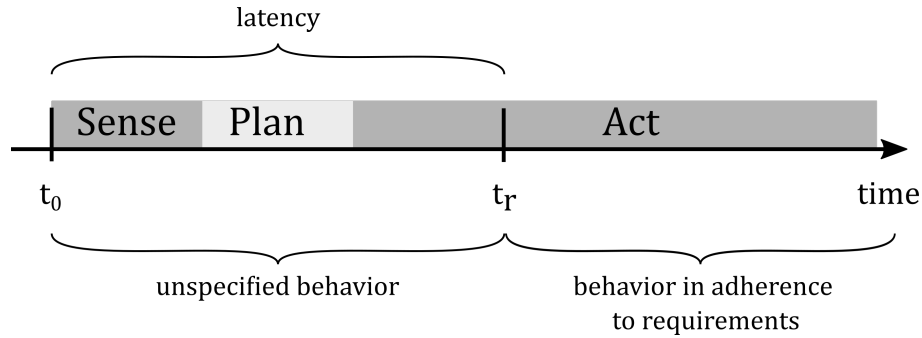 latency
Sense Plan Act
t₀ tr time
unspecified behavior
behavior in adherence
to requirements